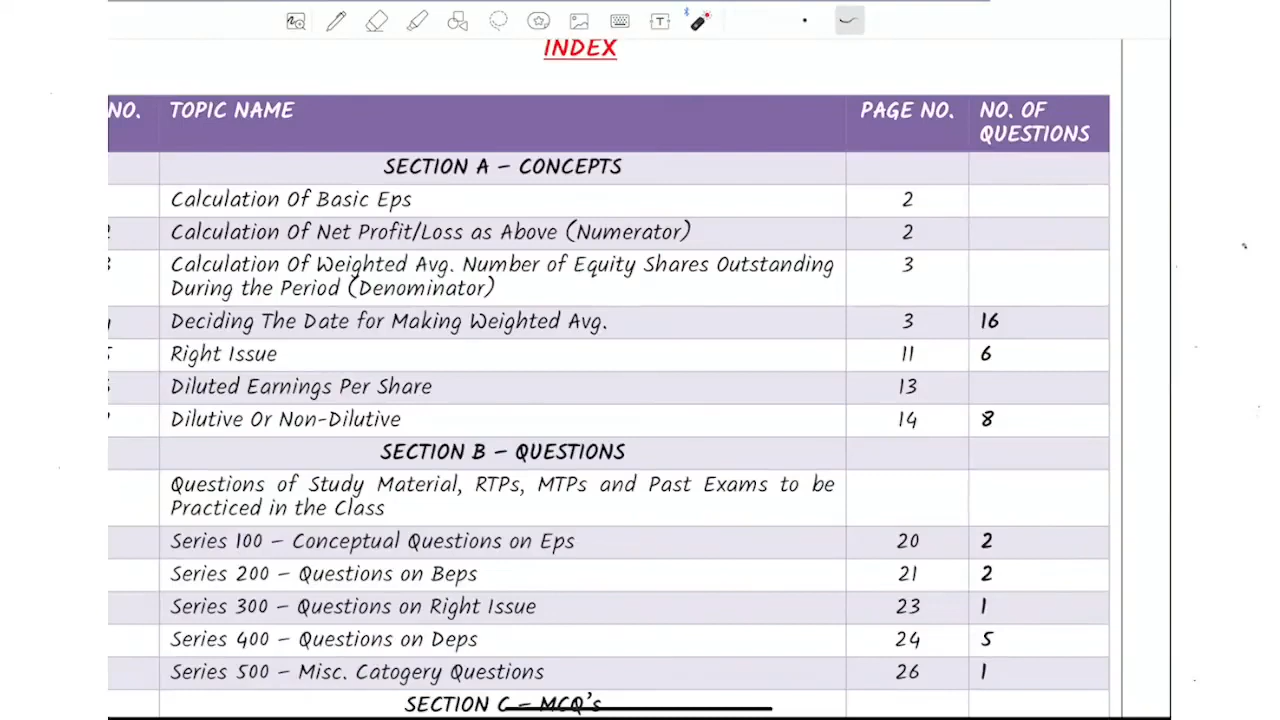 INDEX
NO. TOPIC NAME PAGE NO. NO. OF
QUESTIONS
SECTION A – CONCEPTS
Calculation Of Basic Eps 2
Calculation Of Net Profit/Loss as Above (Numerator) 2
Calculation Of Weighted Avg. Number of Equity Shares Outstanding 3
During the Period (Denominator)
Deciding The Date for Making Weighted Avg. 3 16
Right Issue 11 6
Diluted Earnings Per Share 13
Dilutive Or Non-Dilutive 14 8
SECTION B – QUESTIONS
Questions of Study Material, RTPs, MTPs and Past Exams to be
Practiced in the Class
Series 100 – Conceptual Questions on Eps 20 2
Series 200 – Questions on Beps 21 2
Series 300 – Questions on Right Issue 23 1
Series 400 – Questions on Deps 24 5
Series 500 – Misc. Catogery Questions 26 1
SECTION C – MCQ's